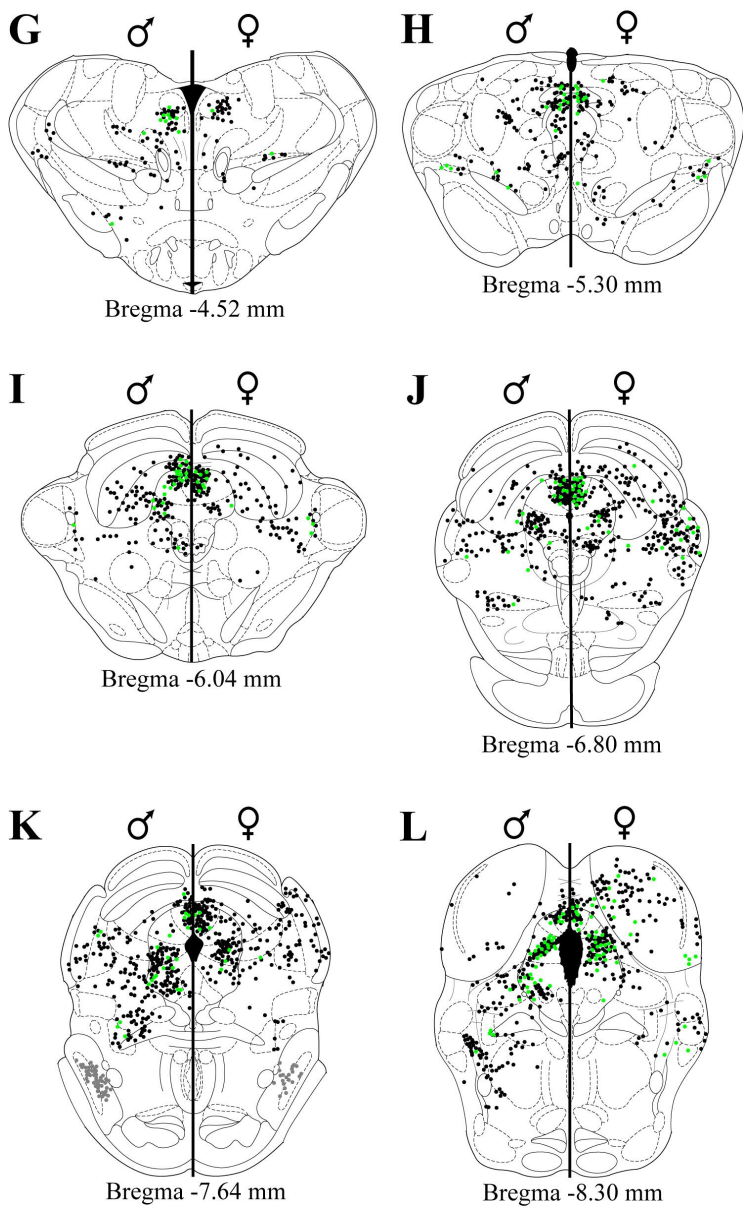 G ♂ ♀
H ♂ ♀
Bregma -4.52 mm
Bregma -5.30 mm
I ♂ ♀
J ♂ ♀
Bregma -6.04 mm
Bregma -6.80 mm
K ♂ ♀
L ♂ ♀
Bregma -7.64 mm
Bregma -8.30 mm